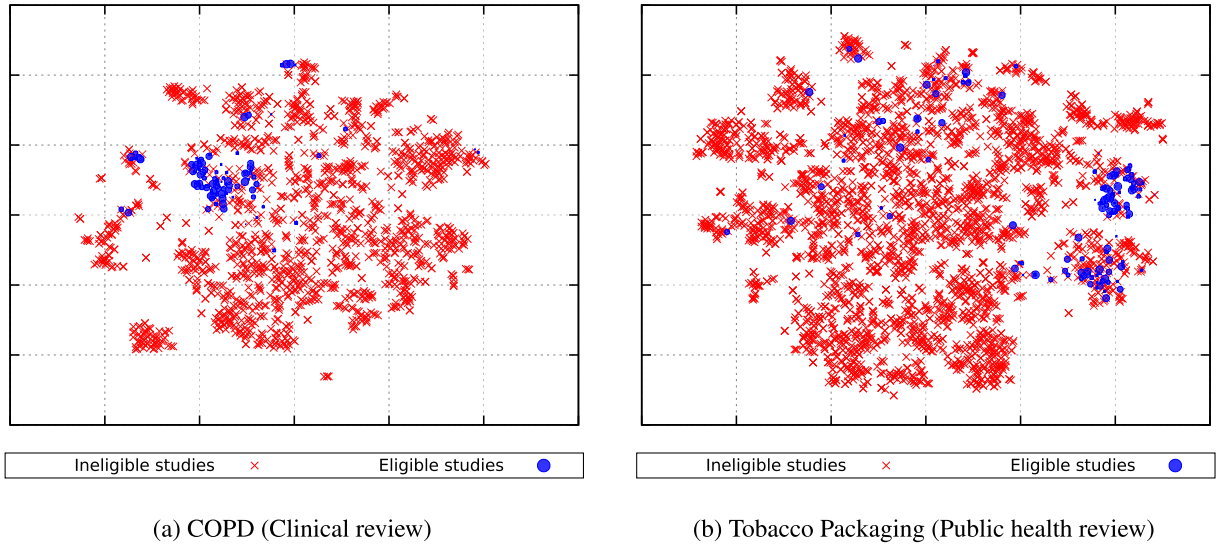 Ineligible studies
Eligible studies
Ineligible studies
Eligible studies
(a) COPD (Clinical review)
(b) Tobacco Packaging (Public health review)